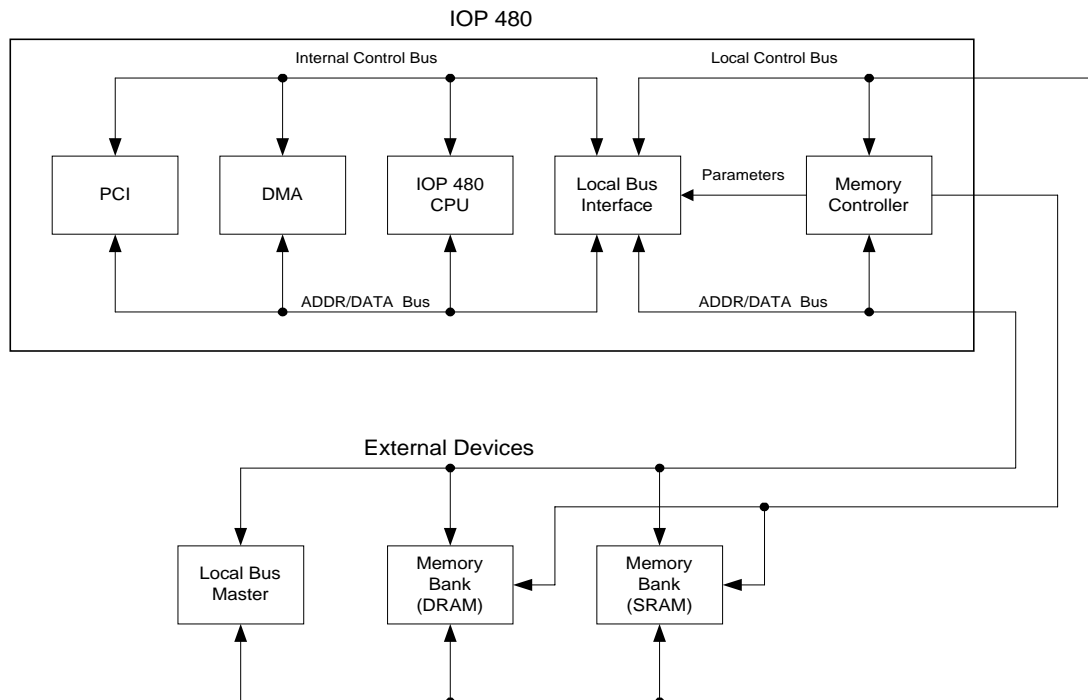 IOP 480
Internal Control Bus
Local Control Bus
PCI
DMA
IOP 480
CPU
Local Bus
Interface
Parameters
Memory
Controller
ADDR/DATA Bus
ADDR/DATA Bus
External Devices
Local Bus
Master
Memory
Bank
(DRAM)
Memory
Bank
(SRAM)